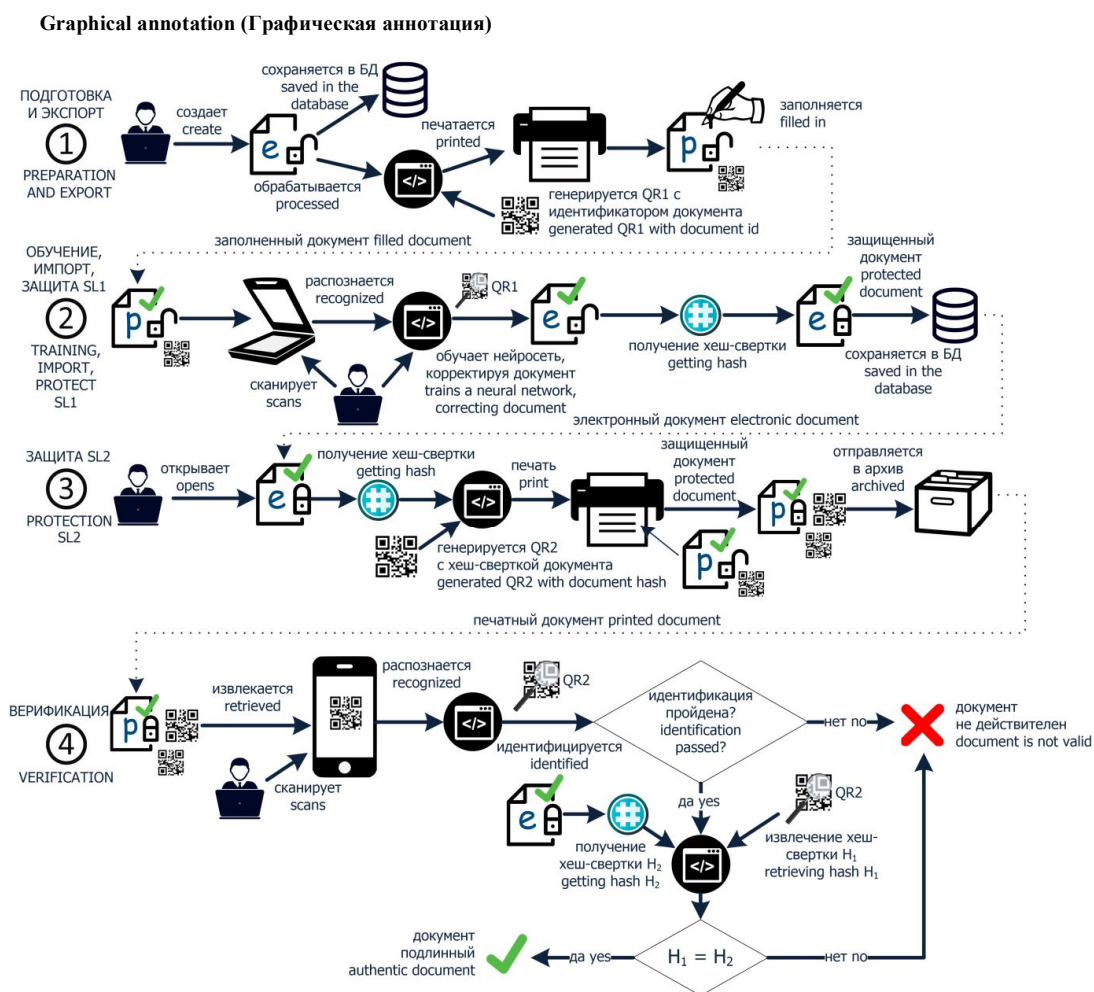 Graphical annotation (Графическая аннотация)
ПОДГОТОВКА
И ЭКСПОРТ
1
PREPARATION
AND EXPORT
создает
create
e
сохраняется в БД
saved in the
database
обрабатывается
processed
</>
печатается
printed
генерируется QR1 с
идентификатором документа
generated QR1 with document id
p
заполняется
filled in
заполненный документ filled document
ОБУЧЕНИЕ,
ИМПОРТ,
ЗАЩИТА SL1
2
TRAINING,
IMPORT,
PROTECT
SL1
p
сканирует
scans
распознается
recognized
</>
QR1
обучает нейросеть,
корректируя документ
trains a neural network,
correcting document
e
#
получение хеш-свертки
getting hash
защищенный
документ
protected
document
e
сохраняется в БД
saved in the
database
электронный документ electronic document
ЗАЩИТА SL2
3
PROTECTION
SL2
открывает
opens
e
получение хеш-свертки
getting hash
#
</>
генерируется QR2
с хеш-сверткой документа
generated QR2 with document hash
печать
print
защищенный
документ
protected
document
p
p
отправляется
в архив
archived
печатный документ printed document
ВЕРИФИКАЦИЯ
4
VERIFICATION
p
извлекается
retrieved
сканирует
scans
распознается
recognized
</>
QR2
идентифицируется
identified
идентификация
пройдена?
identification
passed?
нет no
документ
не действителен
document is not valid
да yes
e
#
получение
хеш-свертки H₂
getting hash H₂
</>
QR2
извлечение хеш-
свертки H₁
retrieving hash H₁
H₁ = H₂
да yes
нет no
документ
подлинный
authentic document